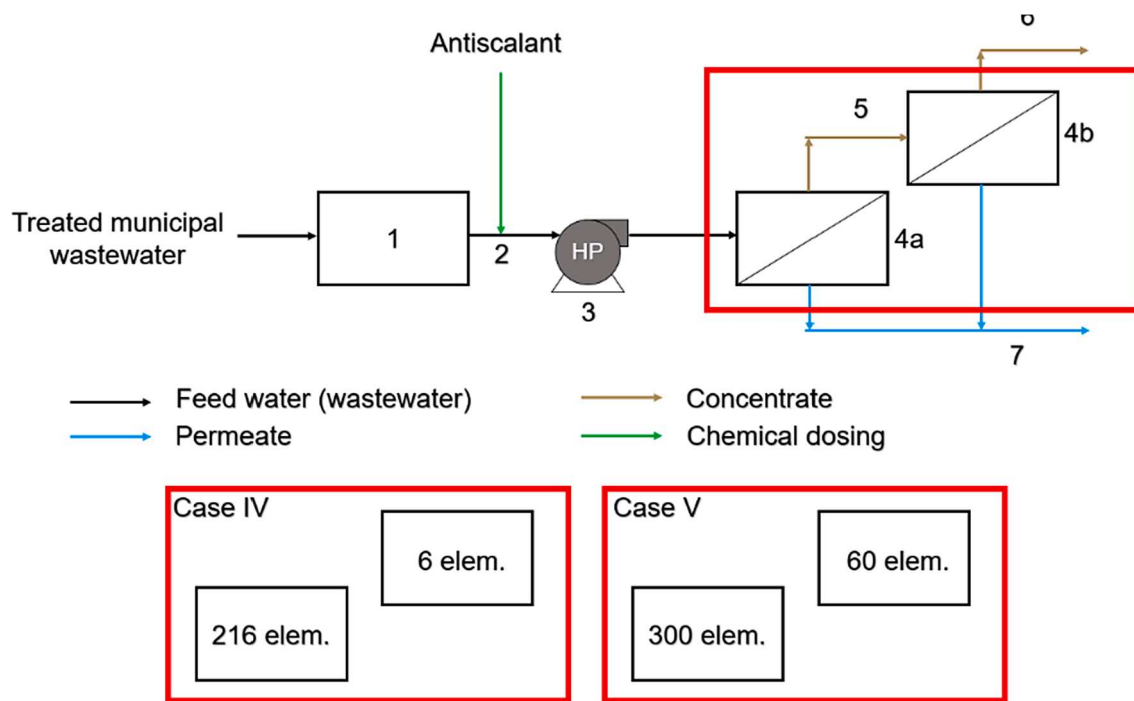 6
Antiscalant
5
4b
Treated municipal
wastewater
1
2
HP
3
4a
7
Feed water (wastewater)
Concentrate
Permeate
Chemical dosing
Case IV
6 elem.
216 elem.
Case V
60 elem.
300 elem.